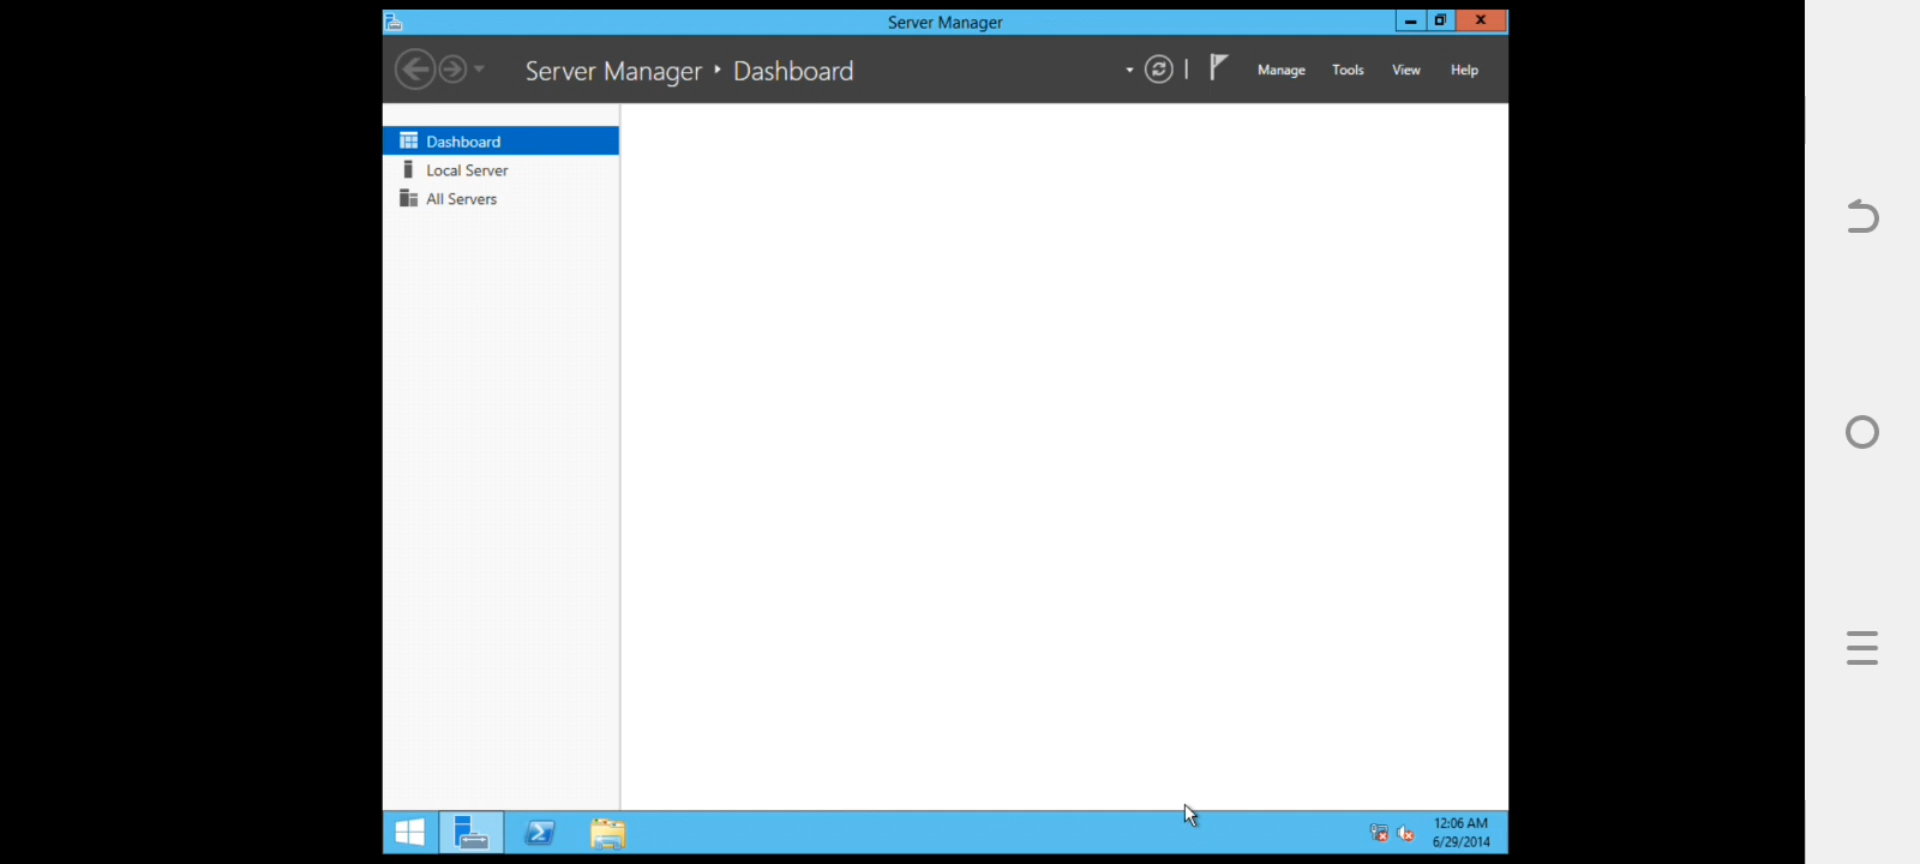 Server Manager
Server Manager ‣ Dashboard
Manage Tools View Help
Dashboard
Local Server
All Servers
12:06 AM
6/29/2014